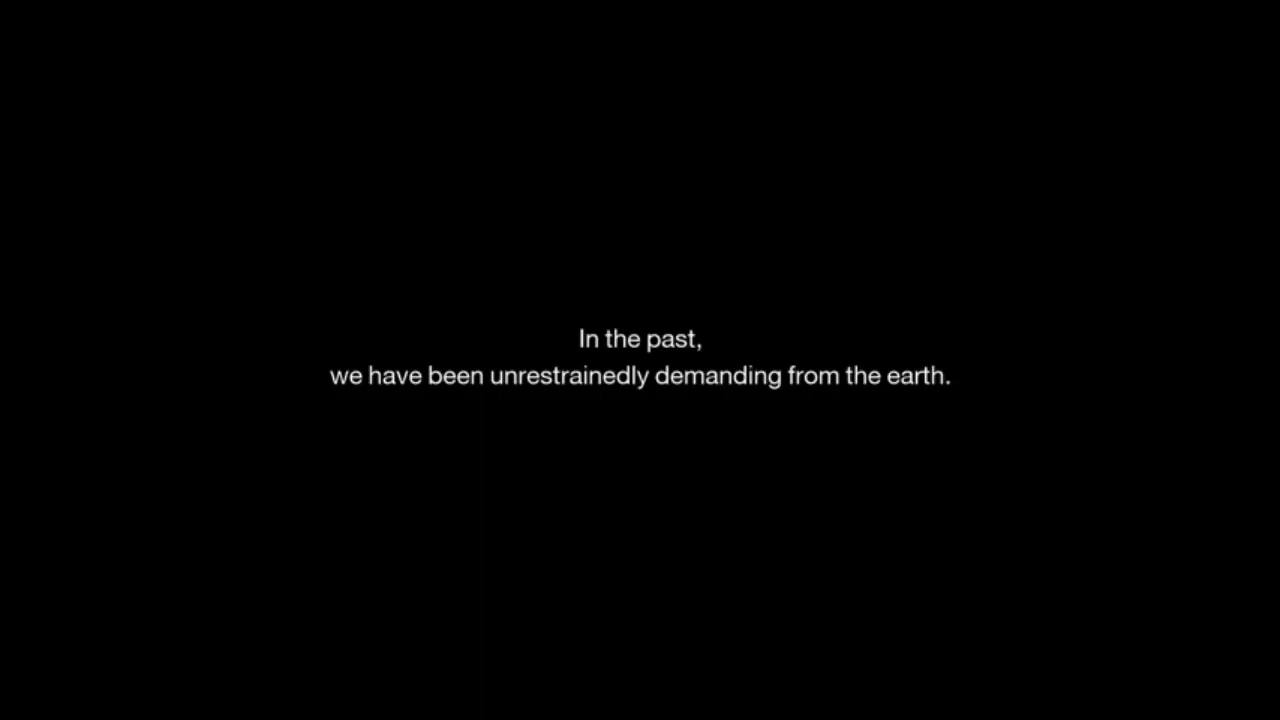 In the past,
we have been unrestrainedly demanding from the earth.